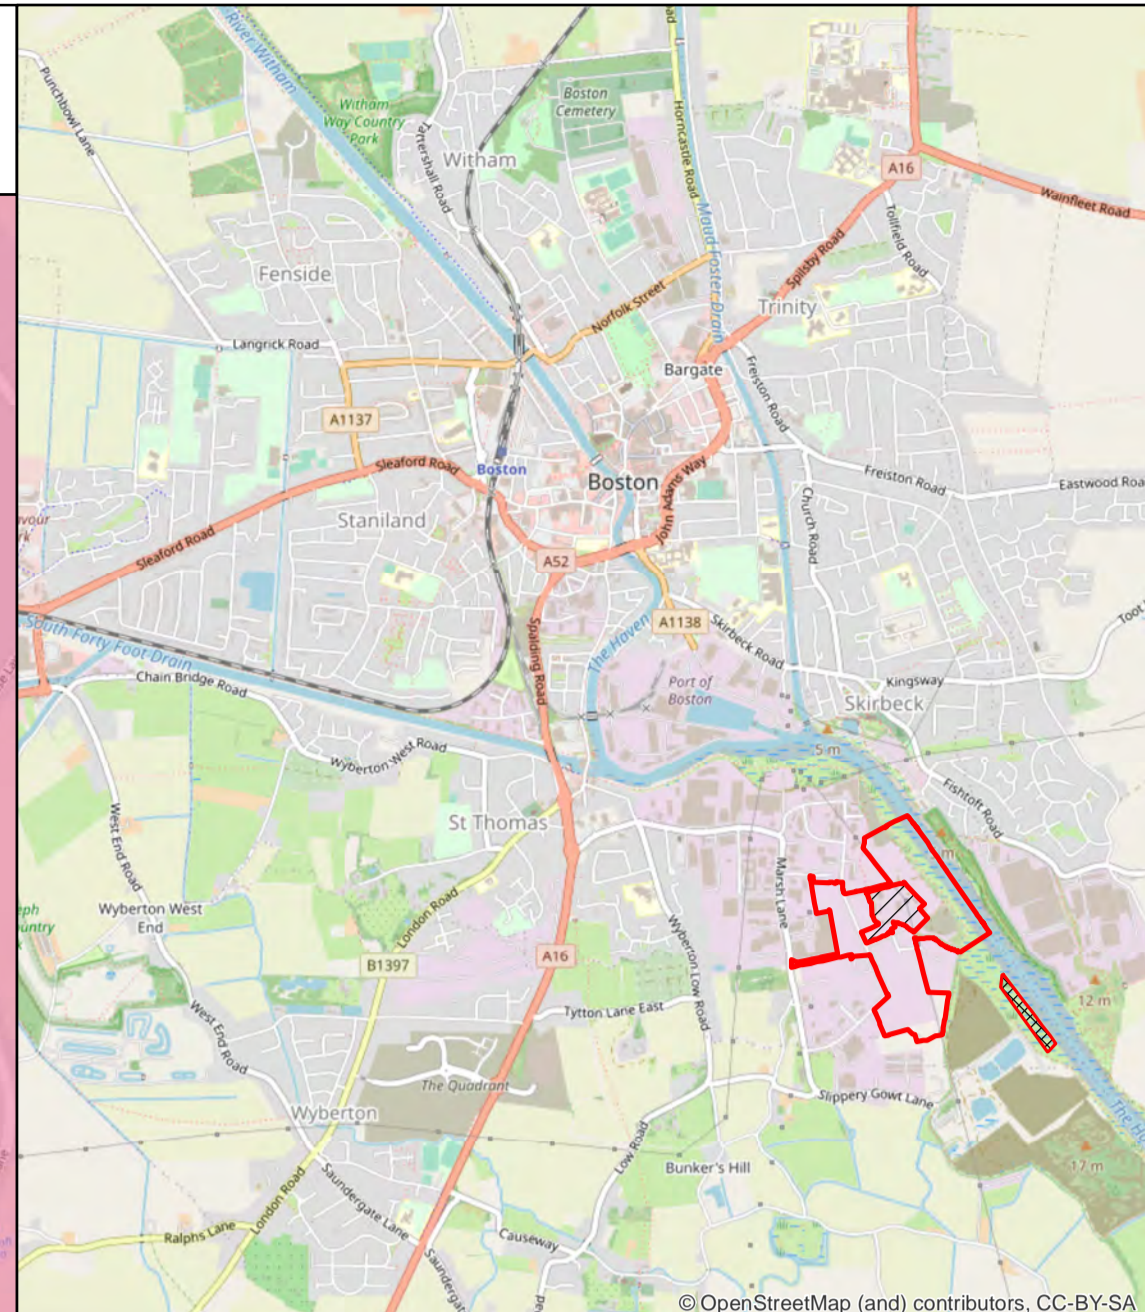 River Witham
Punchbowl Lane
Witham
Way Country
Park
Tattershall Road
Witham
Boston
Cemetery
Horncastle Road
Maud Foster Drain
A16
Wainfleet Road
Tollfield Road
Spilsby Road
Trinity
Fenside
Norfolk Street
Langrick Road
Bargate
Freiston Road
A1137
Sleaford Road
Boston
Boston
John Adams Way
Freiston Road
Eastwood Roa
Church Road
Staniland
Sleaford Road
A52
A1138
Skirbeck Road
The Haven
Toot
South Forty Foot Drain
Chain Bridge Road
Spalding Road
Port of
Boston
Kingsway
Skirbeck
5 m
Wyberton West Road
Fishtoft Road
West End Road
St Thomas
m
Marsh Lane
London Road
Wyberton West
End
Wyberton Low Road
B1397
A16
12 m
West End Road
Tytton Lane East
The Quadrant
Slippery Gowt Lane
The H
Wyberton
Low Road
Bunker's Hill
17 m
London Road
Saundergate Lane
Ralphs Lane
Causeway
Saundergat
© OpenStreetMap (and) contributors, CC-BY-SA